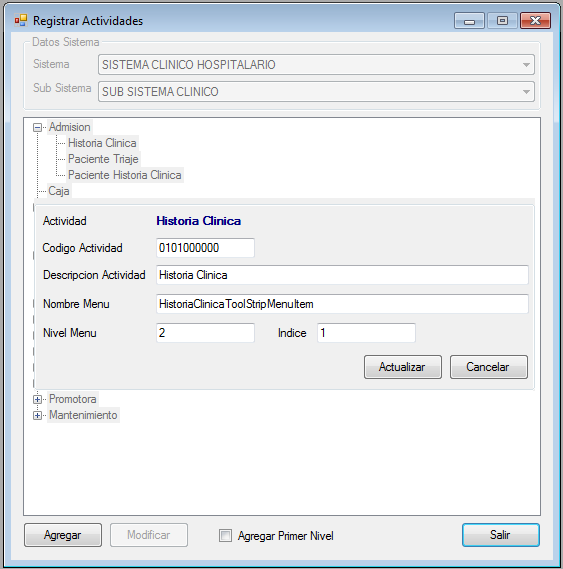 Registrar Actividades
Datos Sistema
Sistema SISTEMA CLINICO HOSPITALARIO
Sub Sistema SUB SISTEMA CLINICO
Admision
Historia Clinica
Paciente Triaje
Paciente Historia Clinica
Caja
Actividad Historia Clinica
Codigo Actividad 0101000000
Descripcion Actividad Historia Clinica
Nombre Menu HistoriaClinicaToolStripMenuItem
Nivel Menu 2 Indice 1
Actualizar Cancelar
Promotora
Mantenimiento
Agregar Modificar Agregar Primer Nivel Salir